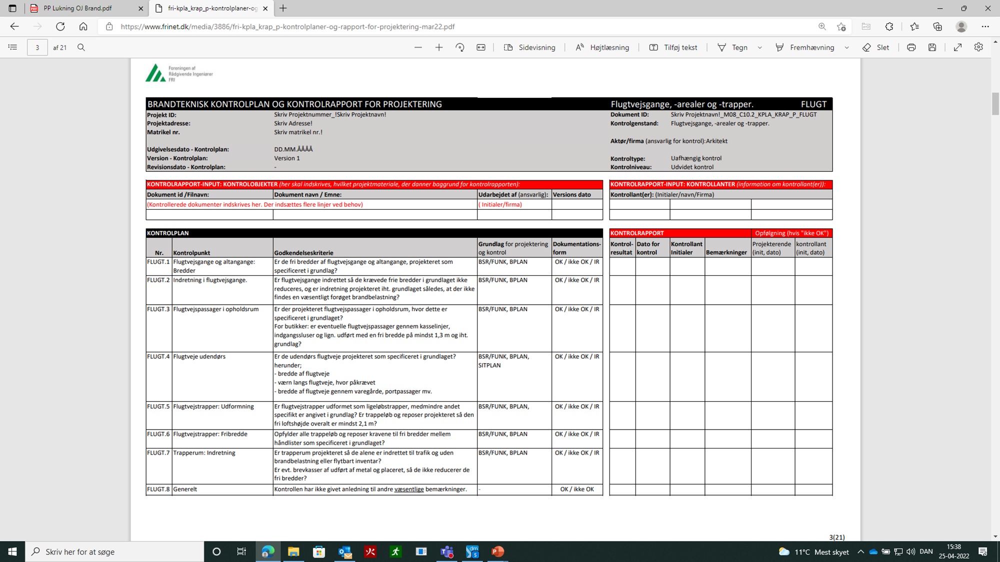 PP Lukning OJ Brand.pdf
fri-kpla_krap_p-kontrolplaner-og
https://www.frinet.dk/media/3886/fri-kpla_krap_p-kontrolplaner-og-rapport-for-projektering-mar22.pdf
3 af 21
Sidevisning
Højtlæsning
Tilføj tekst
Tegn
Fremhævning
Slet
Foreningen af
Rådgivende Ingeniører
FRI
BRANDTEKNISK KONTROLPLAN OG KONTROLRAPPORT FOR PROJEKTERING Flugtvejsgange, -arealer og -trapper. FLUGT
Projekt ID: Skriv Projektnummer_!Skriv Projektnavn! Dokument ID: Skriv Projektnavn!_M08_C10.2_KPLA_KRAP_P_FLUGT
Projektadresse: Skriv Adresse! Kontrolgenstand: Flugtvejsgange, -arealer og -trapper.
Matrikel nr. Skriv matrikel nr.!
Aktør/firma (ansvarlig for kontrol): Arkitekt
Udgivelsesdato - Kontrolplan: DD.MM.ÅÅÅÅ
Version - Kontrolplan: Version 1 Kontroltype: Uafhængig kontrol
Revisionsdato - Kontrolplan: - Kontrolniveau: Udvidet kontrol
KONTROLRAPPORT-INPUT: KONTROLOBJEKTER (her skal indskrives, hvilket projektmateriale, der danner baggrund for kontrolrapporten): KONTROLRAPPORT-INPUT: KONTROLLANTER (information om kontrollant(er)):
Dokument id /Filnavn: Dokument navn / Emne: Udarbejdet af (ansvarlig): Versions dato Kontrollant(er): (Initialer/navn/Firma)
(Kontrollerede dokumenter indskrives her. Der indsættes flere linjer ved behov) ( Initialer/firma)
KONTROLPLAN KONTROLRAPPORT Opfølgning (hvis "ikke OK")
Grundlag for projektering Dokumentations- Kontrol- Dato for Kontrollant Projekterende kontrollant
Nr. Kontrolpunkt Godkendelseskriterie og kontrol form resultat kontrol Initialer Bemærkninger (init, dato) (init, dato)
FLUGT.1 Flugtvejsgange og altangange: Er de fri bredder af flugtvejsgange og altangange, projekteret som BSR/FUNK, BPLAN OK / ikke OK / IR
Bredder specificeret i grundlag?
FLUGT.2 Indretning i flugtvejsgange. Er flugtvejsgange indrettet så de krævede frie bredder i grundlaget ikke BSR/FUNK, BPLAN OK / ikke OK / IR
reduceres, og er indretning projekteret iht. grundlaget således, at der ikke
findes en væsentligt forøget brandbelastning?
FLUGT.3 Flugtvejspassager i opholdsrum Er der projekteret flugtvejspassager i opholdsrum, hvor dette er BSR/FUNK, BPLAN OK / ikke OK / IR
specificeret i grundlaget?
For butikker: er eventuelle flugtvejspassager gennem kasselinjer,
indgangssluser og lign. udført med en fri bredde på mindst 1,3 m og iht.
grundlag?
FLUGT.4 Flugtveje udendørs Er de udendørs flugtveje projekteret som specificeret i grundlaget? BSR/FUNK, BPLAN, OK / ikke OK / IR
herunder; SITPLAN
- bredde af flugtveje
- værn langs flugtveje, hvor påkrævet
- bredde af flugtveje gennem varegårde, portpassager mv.
FLUGT.5 Flugtvejstrapper: Udformning Er flugtvejstrapper udformet som ligeløbstrapper, medmindre andet BSR/FUNK, BPLAN, OK / ikke OK / IR
specifikt er angivet i grundlag? Er trappeløb og reposer projekteret så den
fri loftshøjde overalt er mindst 2,1 m?
FLUGT.6 Flugtvejstrapper: Fribredde Opfylder alle trappeløb og reposer kravene til fri bredder mellem BSR/FUNK, BPLAN OK / ikke OK / IR
håndlister som specificeret i grundlaget?
FLUGT.7 Trapperum: Indretning Er trapperum projekteret så de alene er indrettet til trafik og uden BSR/FUNK, BPLAN OK / ikke OK / IR
brandbelastning eller flytbart inventar?
Er evt. brevkasser af udført af metal og placeret, så de ikke reducerer de
fri bredder?
FLUGT.8 Generelt Kontrollen har ikke givet anledning til andre væsentlige bemærkninger. - OK / ikke OK
3(21)
Skriv her for at søge
11°C Mest skyet
DAN
15:38
25-04-2022